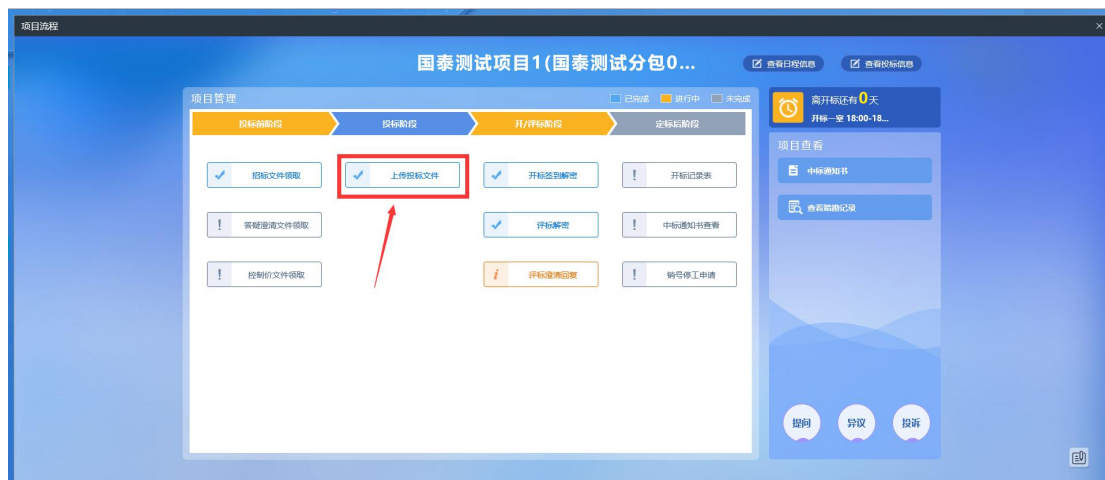 项目流程
国泰测试项目1(国泰测试分包0...
查看日程信息
查看投标信息
项目管理
已完成 进行中 未完成
投标前阶段 投标阶段 开/评标阶段 定标后阶段
招标文件领取 上传投标文件 开标签到解密 开标记录表
答疑澄清文件领取 评标解密 中标通知书查看
控制价文件领取 评标澄清回复 销号停工申请
离开标还有0天
开标一室 18:00-18...
项目查看
中标通知书
查看踏勘记录
提问 异议 投诉